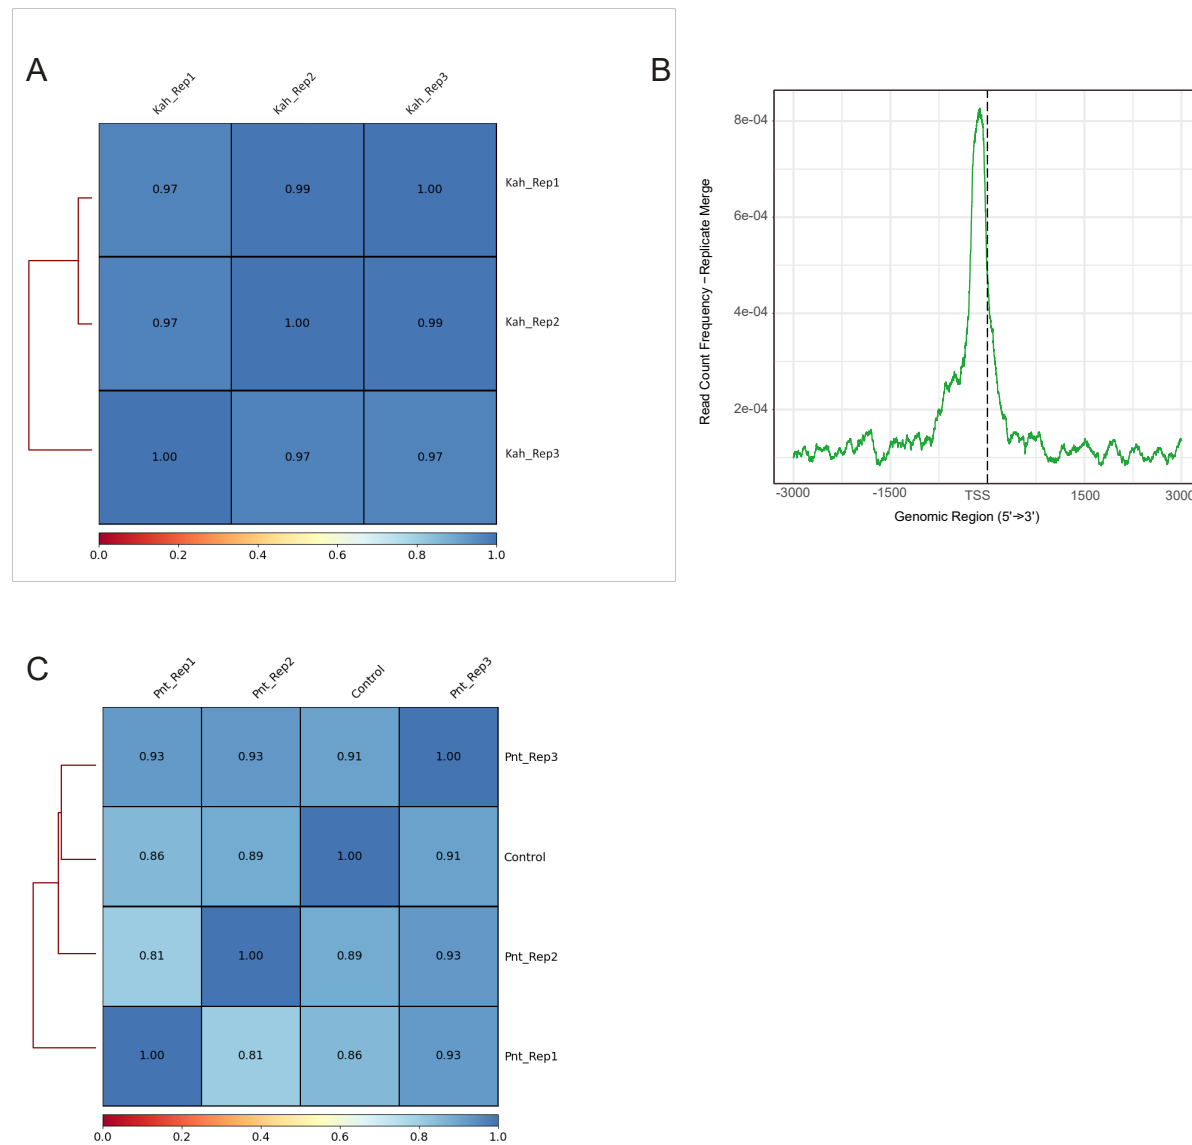 A
Kah_Rep1 Kah_Rep2 Kah_Rep3
0.97 0.99 1.00 Kah_Rep1
0.97 1.00 0.99 Kah_Rep2
1.00 0.97 0.97 Kah_Rep3
0.0 0.2 0.4 0.6 0.8 1.0
B
Read Count Frequency – Replicate Merge
8e-04
6e-04
4e-04
2e-04
-3000 -1500 TSS 1500 3000
Genomic Region (5'->3')
C
Pnt_Rep1 Pnt_Rep2 Control Pnt_Rep3
0.93 0.93 0.91 1.00 Pnt_Rep3
0.86 0.89 1.00 0.91 Control
0.81 1.00 0.89 0.93 Pnt_Rep2
1.00 0.81 0.86 0.93 Pnt_Rep1
0.0 0.2 0.4 0.6 0.8 1.0